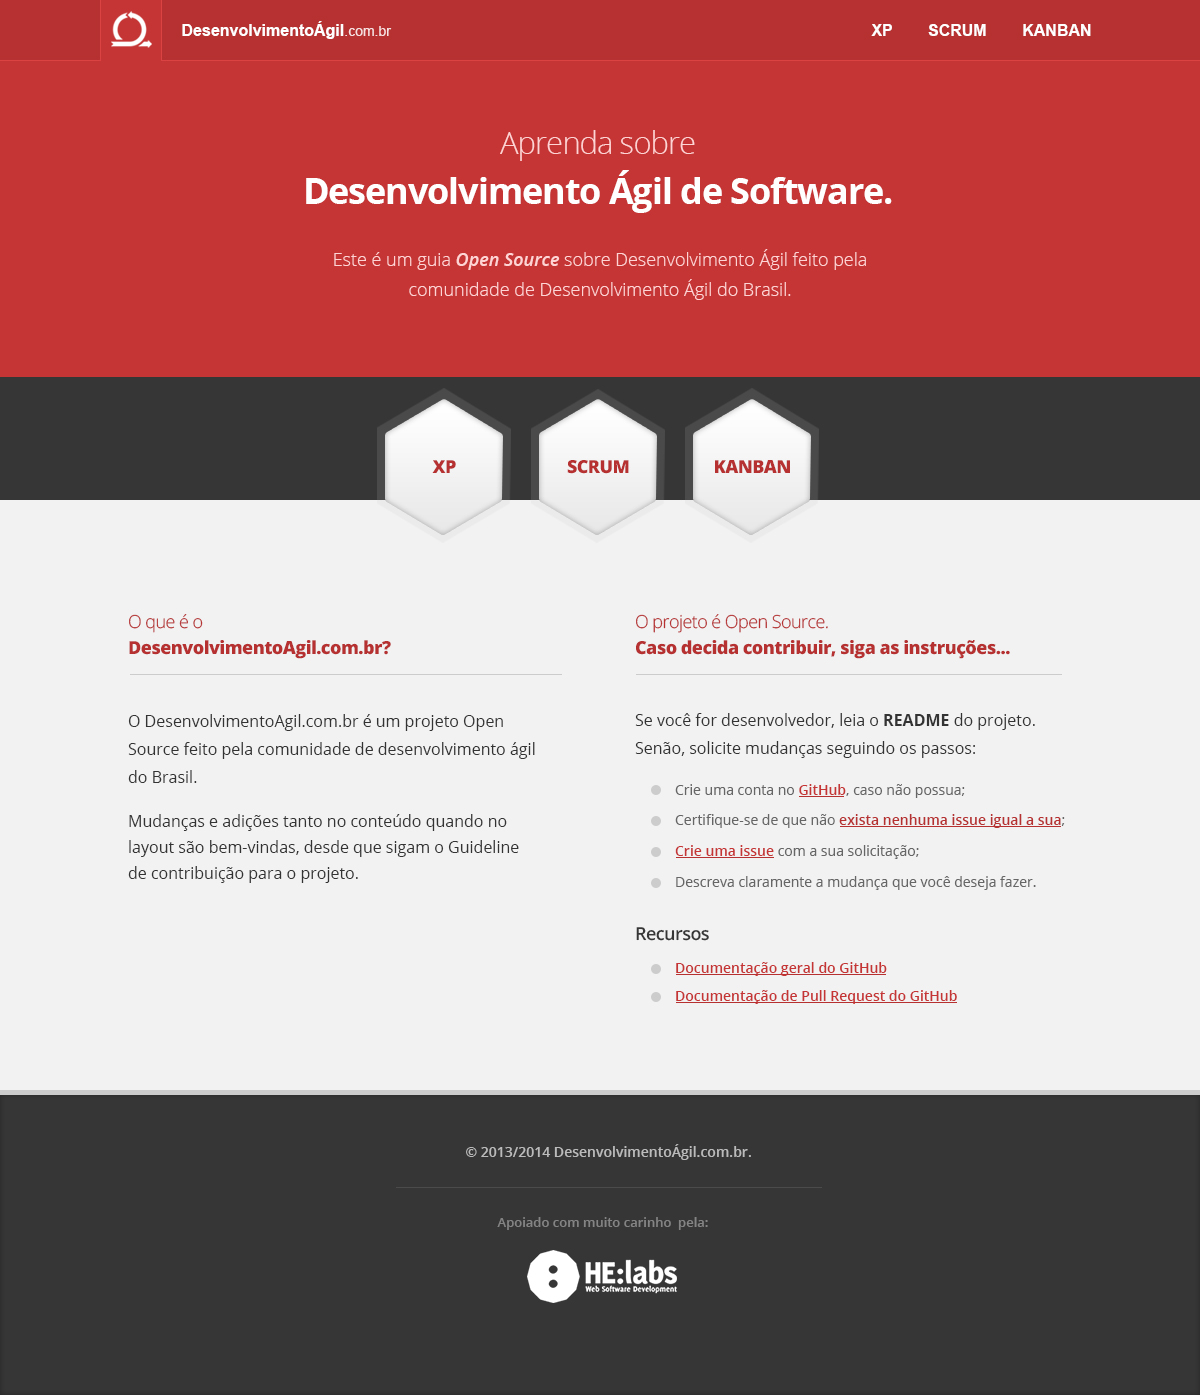 DesenvolvimentoÁgil.com.br
XP SCRUM KANBAN
Aprenda sobre
Desenvolvimento Ágil de Software.
Este é um guia Open Source sobre Desenvolvimento Ágil feito pela
comunidade de Desenvolvimento Ágil do Brasil.
XP
SCRUM
KANBAN
O que é o
DesenvolvimentoAgil.com.br?
O DesenvolvimentoAgil.com.br é um projeto Open
Source feito pela comunidade de desenvolvimento ágil
do Brasil.
Mudanças e adições tanto no conteúdo quando no
layout são bem-vindas, desde que sigam o Guideline
de contribuição para o projeto.
O projeto é Open Source.
Caso decida contribuir, siga as instruções...
Se você for desenvolvedor, leia o README do projeto.
Senão, solicite mudanças seguindo os passos:
Crie uma conta no GitHub, caso não possua;
Certifique-se de que não exista nenhuma issue igual a sua;
Crie uma issue com a sua solicitação;
Descreva claramente a mudança que você deseja fazer.
Recursos
Documentação geral do GitHub
Documentação de Pull Request do GitHub
© 2013/2014 DesenvolvimentoÁgil.com.br.
Apoiado com muito carinho pela:
HE:labs
Web Software Development